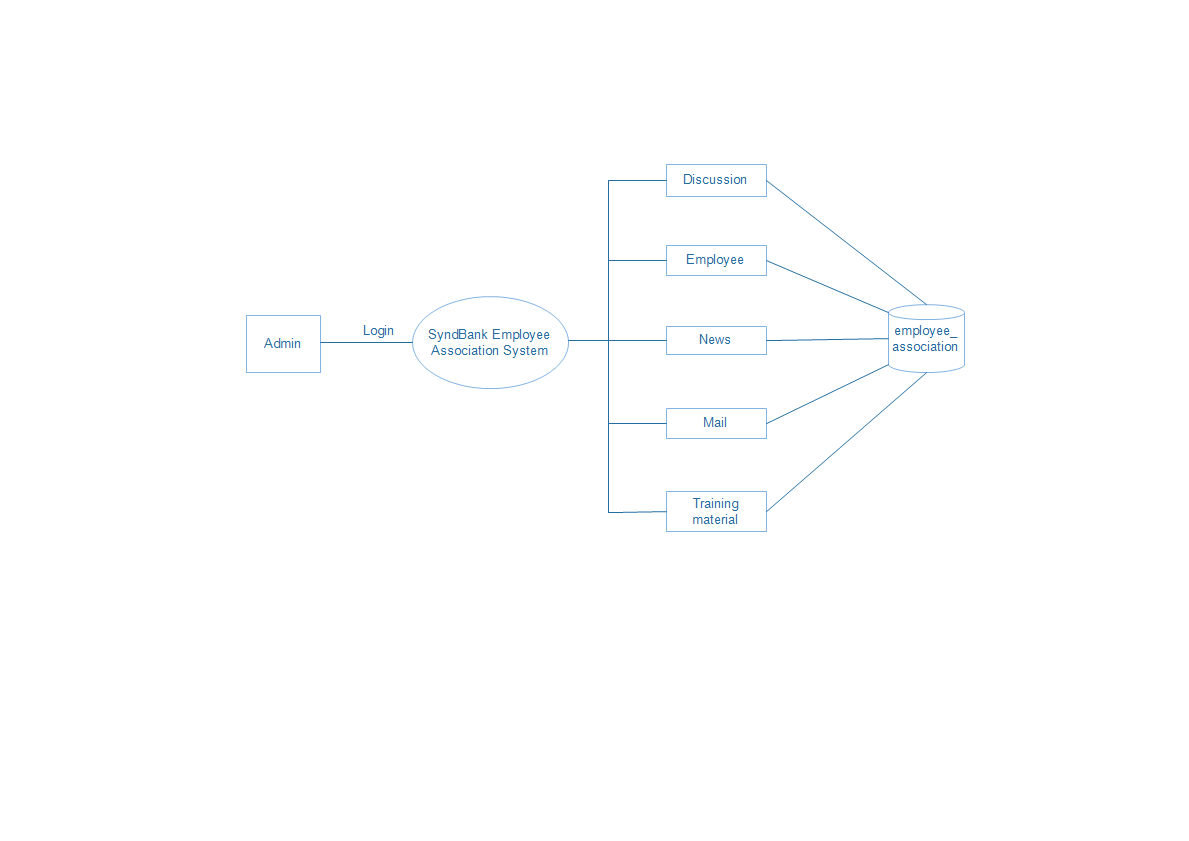 Discussion
Employee
Login
SyndBank Employee
Association System
Admin
News
employee_
association
Mail
Training
material